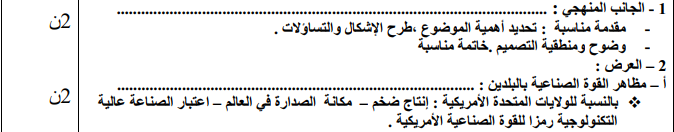 1 - الجانب المنهجي : ........................................................................................................
2ن
- مقدمة مناسبة : تحديد أهمية الموضوع ،طرح الإشكال والتساؤلات .
- وضوح ومنطقية التصميم .خاتمة مناسبة
2 – العرض :
أ – مظاهر القوة الصناعية بالبلدين : .......................................................................................
2ن
❖ بالنسبة للولايات المتحدة الأمريكية : إنتاج ضخم – مكانة الصدارة في العالم – اعتبار الصناعة عالية
التكنولوجية رمزا للقوة الصناعية الأمريكية .